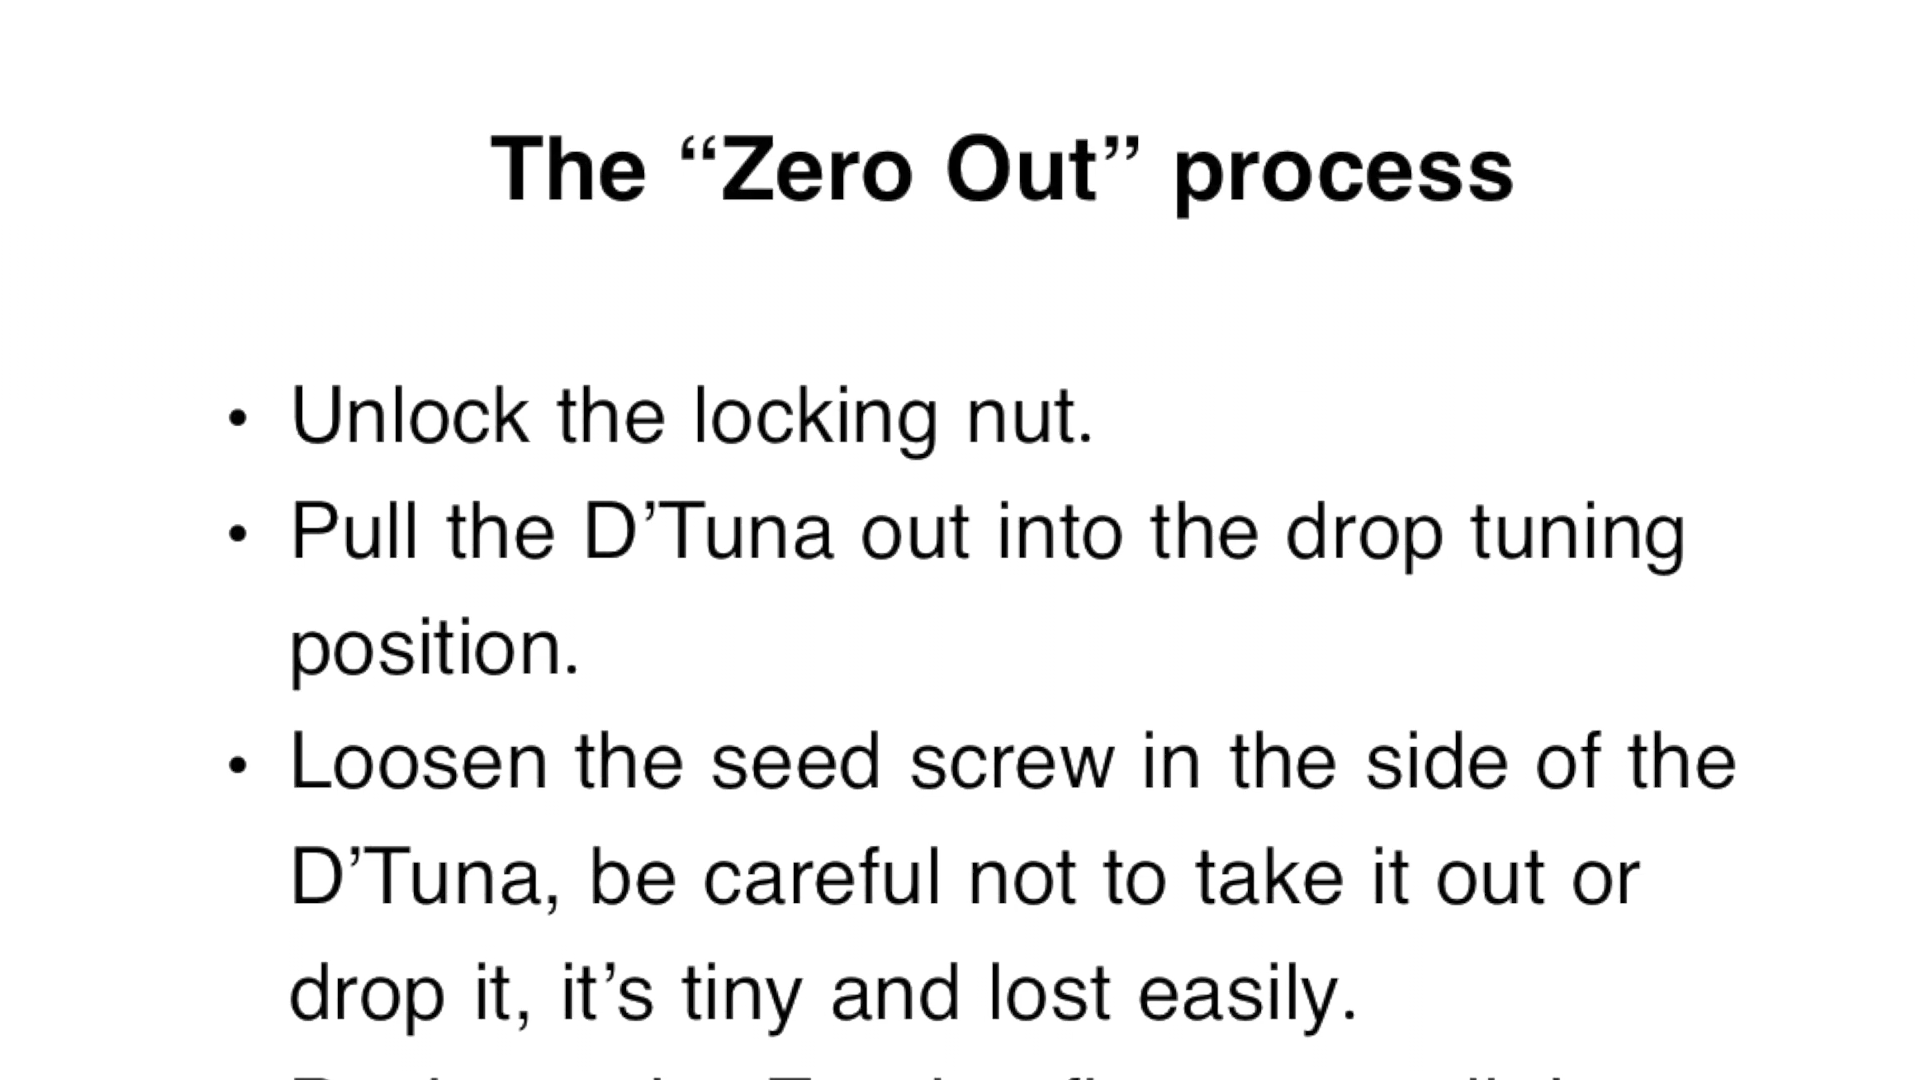 The “Zero Out” process
• Unlock the locking nut.
• Pull the D’Tuna out into the drop tuning
position.
• Loosen the seed screw in the side of the
D’Tuna, be careful not to take it out or
drop it, it’s tiny and lost easily.